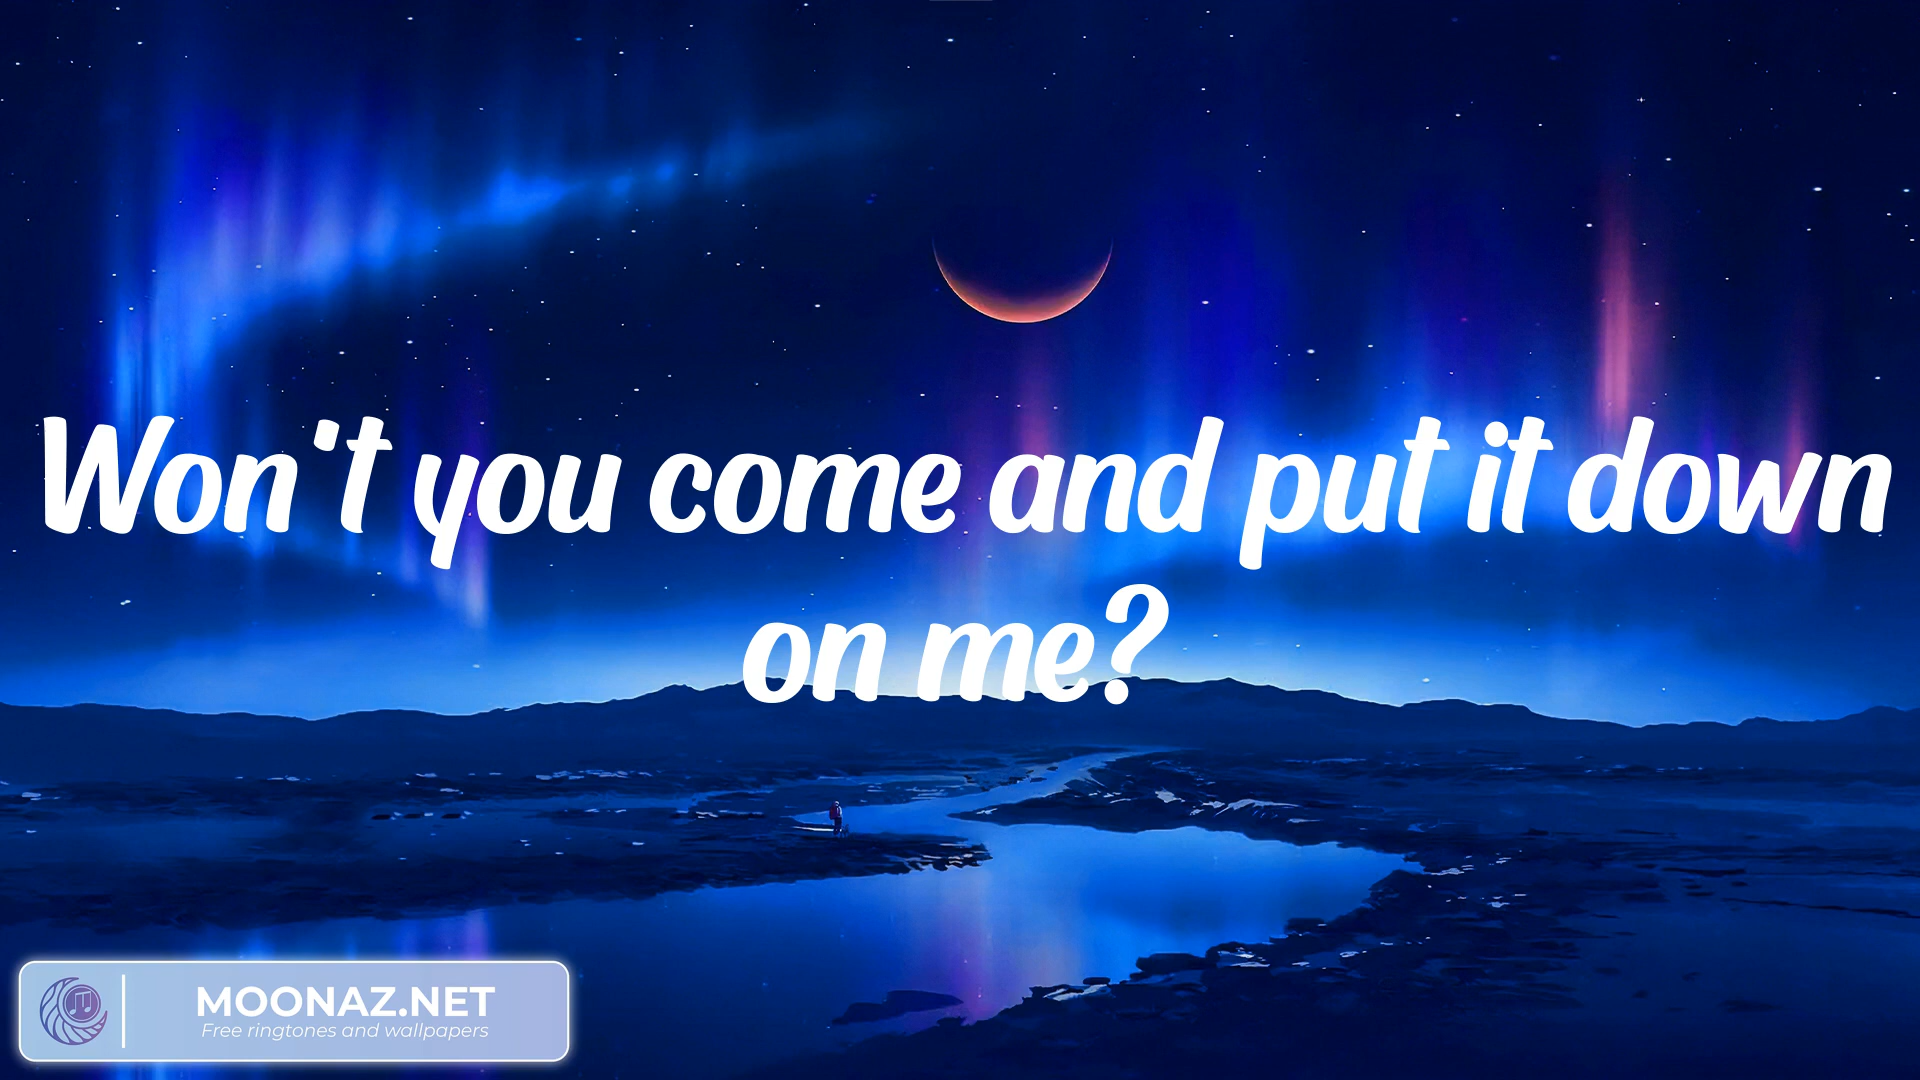 Won't you come and put it down
on me?
MOONAZ.NET
Free ringtones and wallpapers